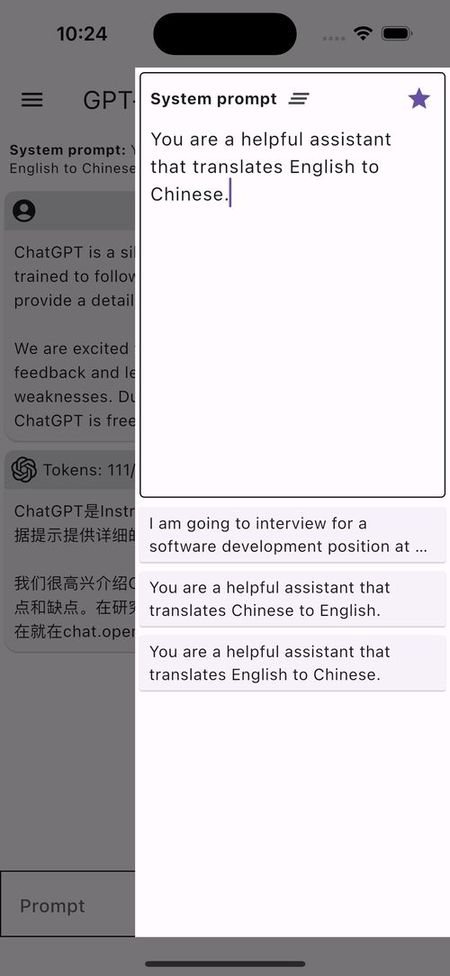 10:24
GPT-
System prompt: Y
English to Chinese
ChatGPT is a si
trained to follow
provide a detail
We are excited
feedback and le
weaknesses. Du
ChatGPT is free
Tokens: 111/
ChatGPT是Instr
据提示提供详细的
我们很高兴介绍C
点和缺点。在研究
在就在chat.oper
Prompt
System prompt
You are a helpful assistant
that translates English to
Chinese.
I am going to interview for a
software development position at ...
You are a helpful assistant that
translates Chinese to English.
You are a helpful assistant that
translates English to Chinese.